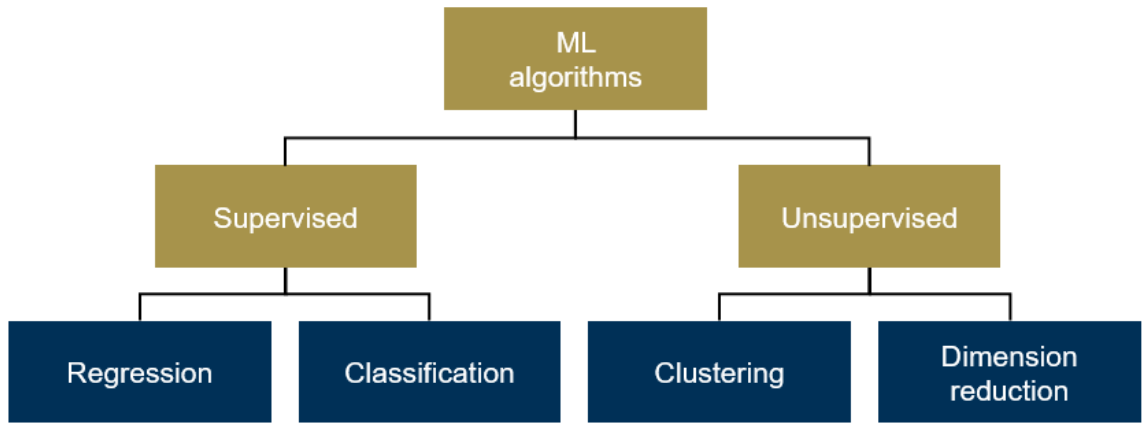 ML
algorithms
Supervised
Unsupervised
Regression
Classification
Clustering
Dimension
reduction